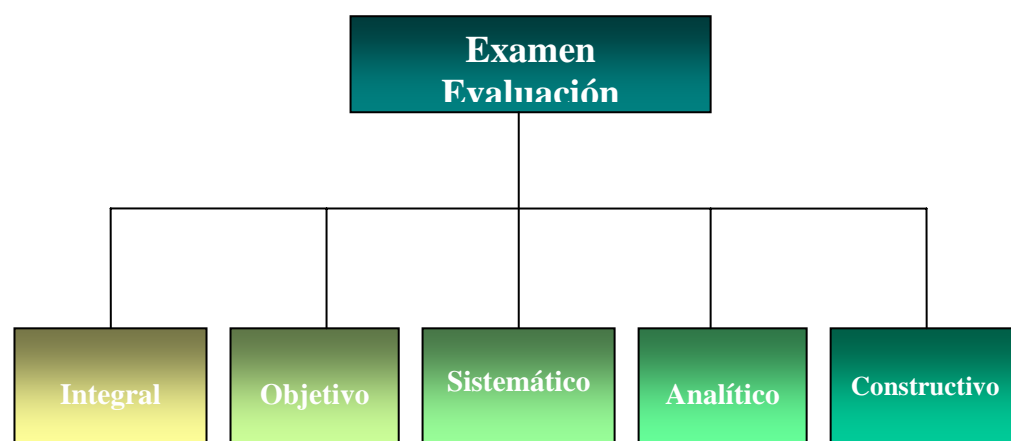 Examen
Evaluación
Integral
Objetivo
Sistemático
Analítico
Constructivo